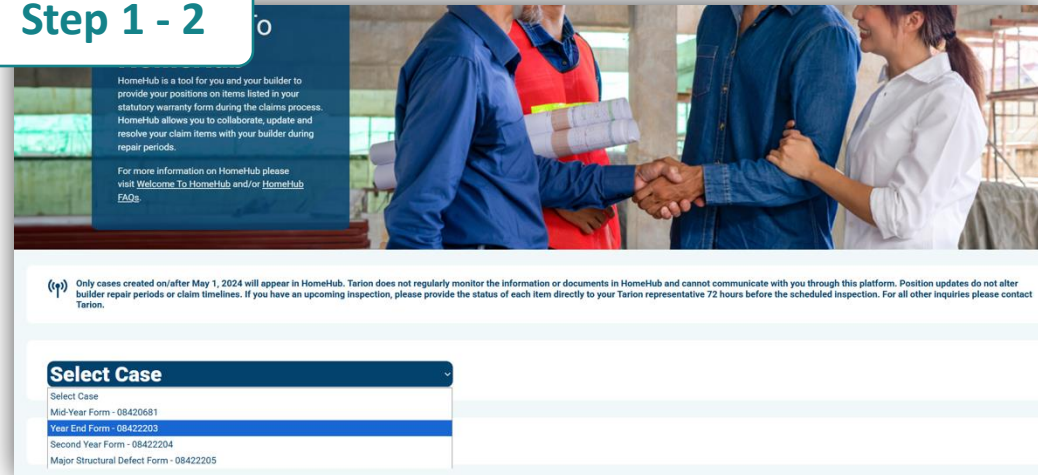 Step 1 - 2
HomeHub is a tool for you and your builder to
provide your positions on items listed in your
statutory warranty form during the claims process.
HomeHub allows you to collaborate, update and
resolve your claim items with your builder during
repair periods.
For more information on HomeHub please
visit Welcome To HomeHub and/or HomeHub
FAQs.
Only cases created on/after May 1, 2024 will appear in HomeHub. Tarion does not regularly monitor the information or documents in HomeHub and cannot communicate with you through this platform. Position updates do not alter
builder repair periods or claim timelines. If you have an upcoming inspection, please provide the status of each item directly to your Tarion representative 72 hours before the scheduled inspection. For all other inquiries please contact
Tarion.
Select Case
Select Case
Mid-Year Form - 08420681
Year End Form - 08422203
Second Year Form - 08422204
Major Structural Defect Form - 08422205